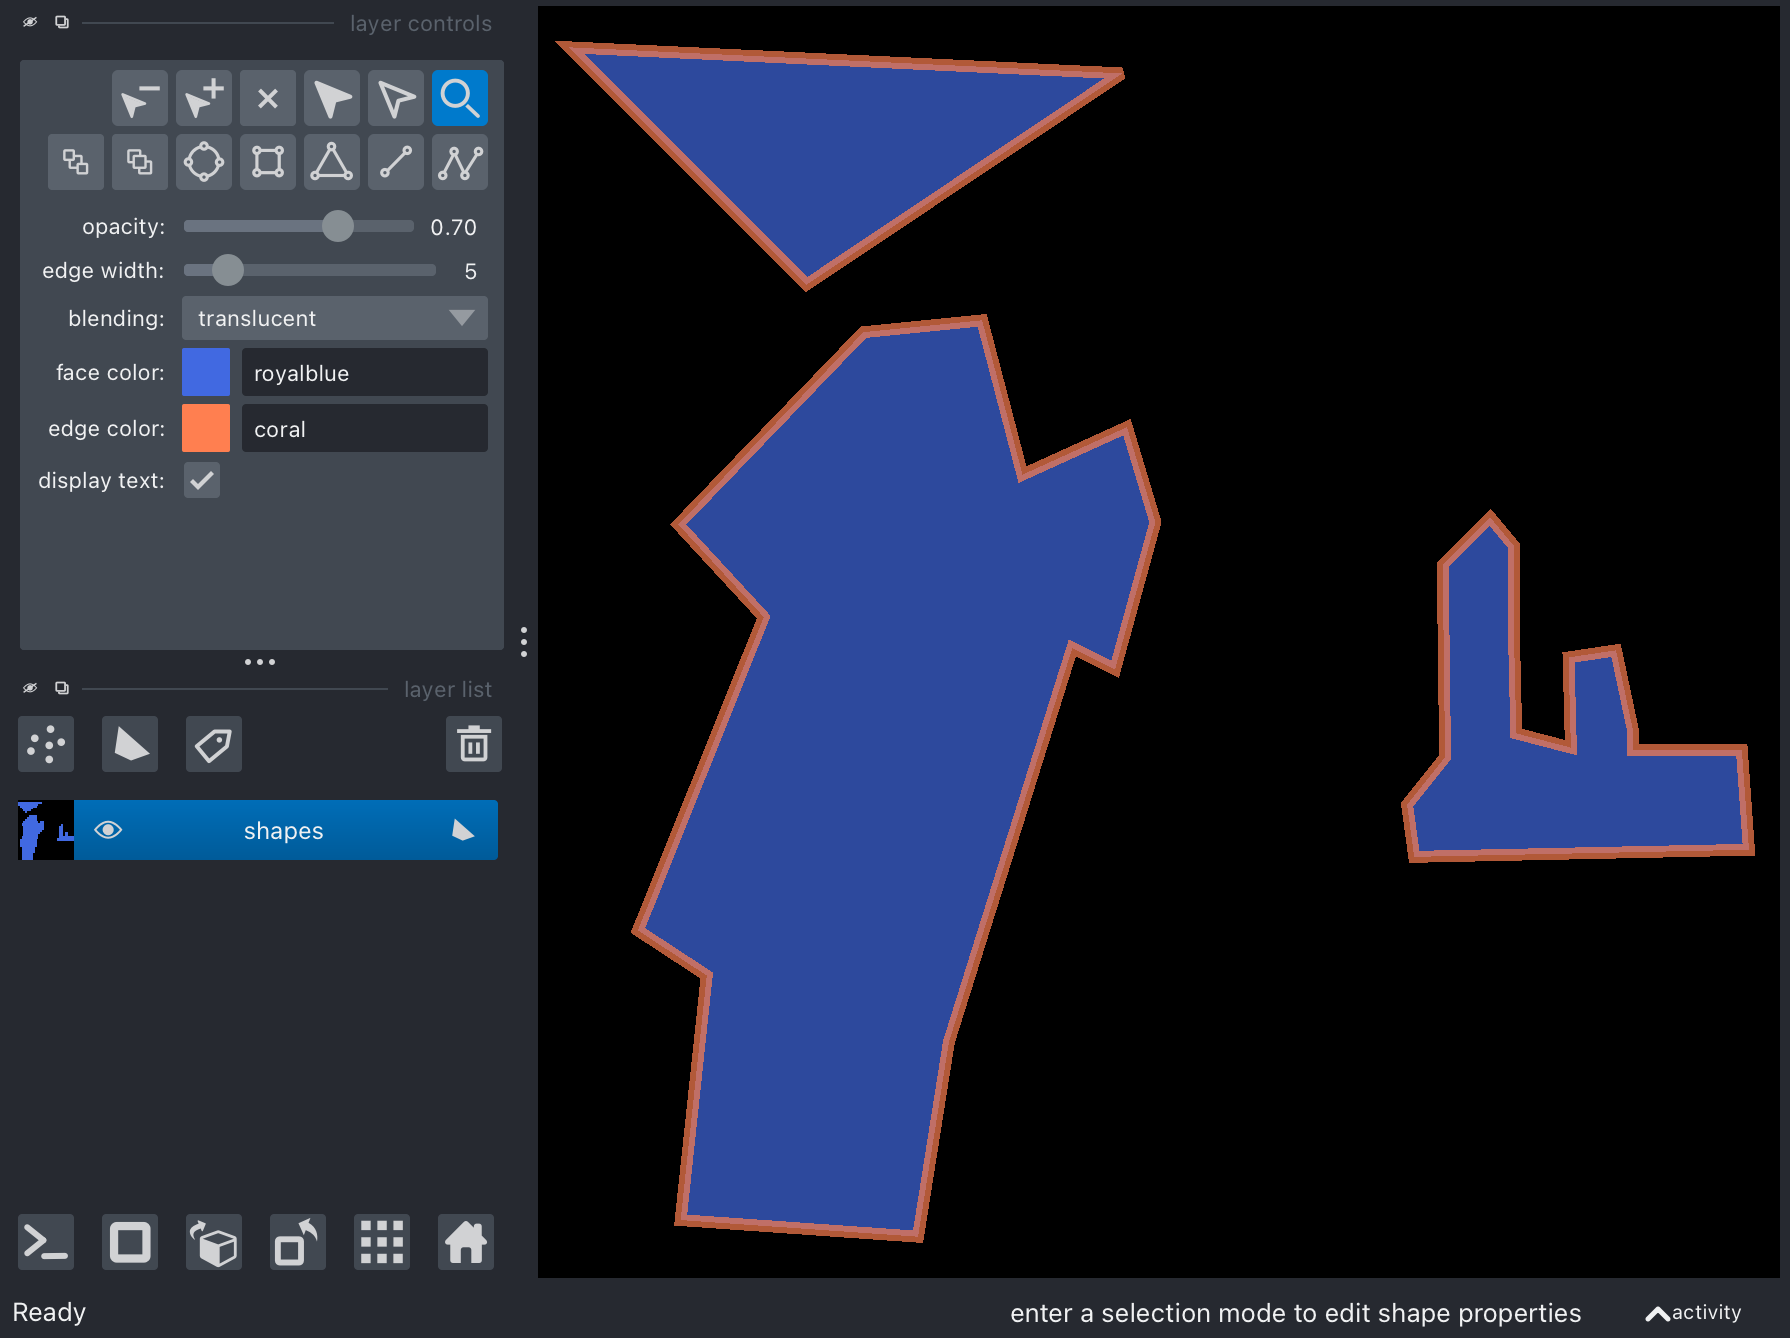 layer controls
opacity: 0.70
edge width: 5
blending: translucent
face color: royalblue
edge color: coral
display text:
layer list
shapes
Ready
enter a selection mode to edit shape properties
activity